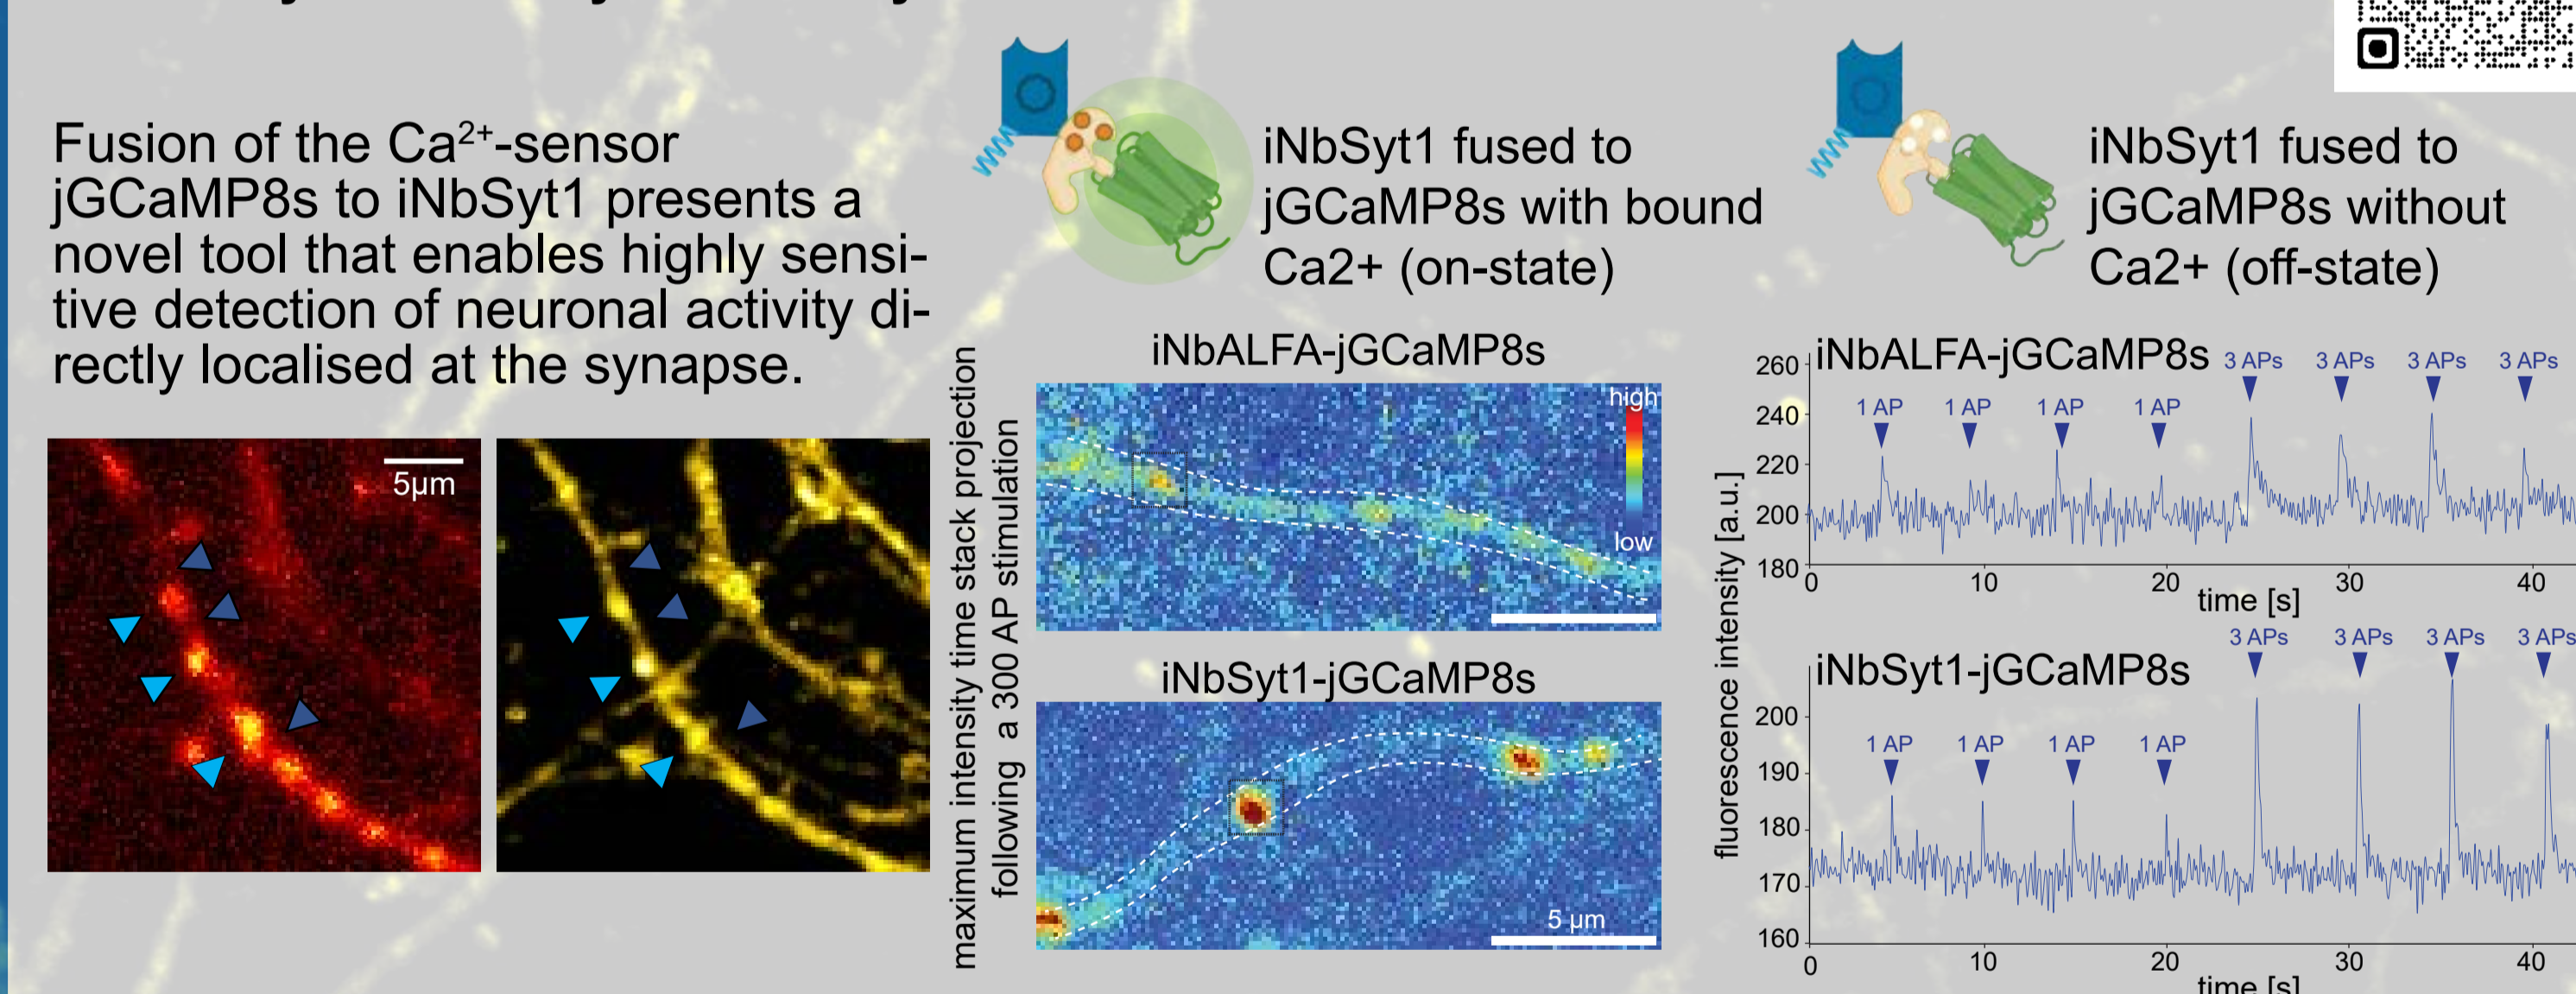 Fusion of the Ca²⁺-sensor
jGCaMP8s to iNbSyt1 presents a
novel tool that enables highly sensi-
tive detection of neuronal activity di-
rectly localised at the synapse.
5µm
iNbSyt1 fused to
jGCaMP8s with bound
Ca2+ (on-state)
iNbSyt1 fused to
jGCaMP8s without
Ca2+ (off-state)
maximum intensity time stack projection
following a 300 AP stimulation
iNbALFA-jGCaMP8s
high
low
iNbSyt1-jGCaMP8s
5 µm
fluorescence intensity [a.u.]
iNbALFA-jGCaMP8s
1 AP 1 AP 1 AP 1 AP 3 APs 3 APs 3 APs 3 APs
260
240
220
200
180
0 10 20 30 40
time [s]
iNbSyt1-jGCaMP8s
1 AP 1 AP 1 AP 1 AP 3 APs 3 APs 3 APs 3 APs
200
190
180
170
160
0 10 20 30 40
time [s]